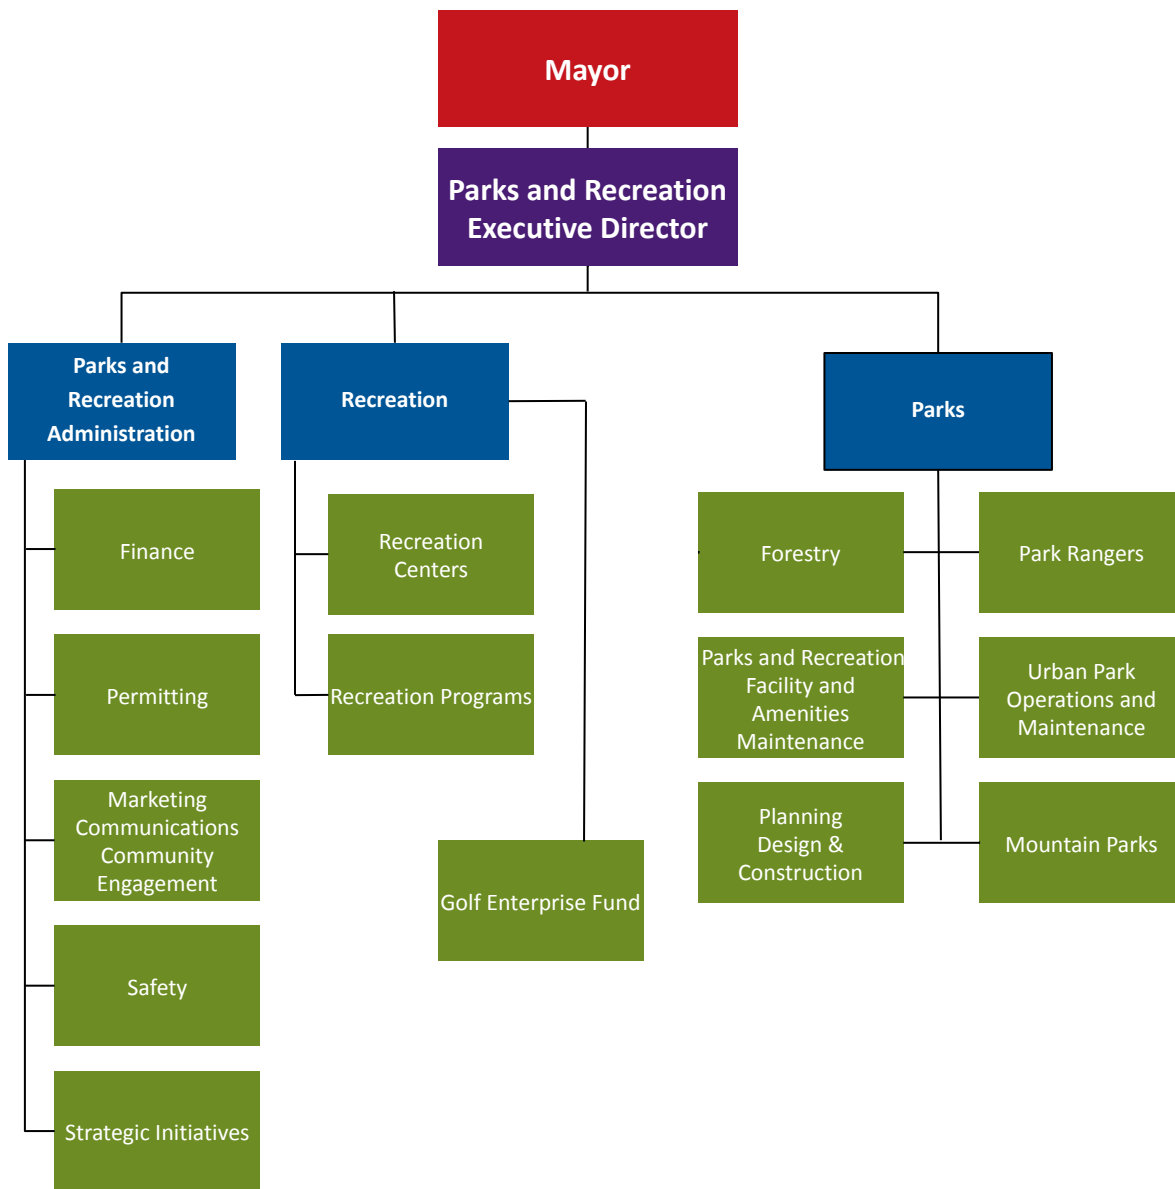 Mayor
Parks and Recreation
Executive Director
Parks and
Recreation
Administration
Recreation
Parks
Finance
Permitting
Marketing
Communications
Community
Engagement
Safety
Strategic Initiatives
Recreation
Centers
Recreation Programs
Golf Enterprise Fund
Forestry
Park Rangers
Parks and Recreation
Facility and
Amenities
Maintenance
Urban Park
Operations and
Maintenance
Planning
Design &
Construction
Mountain Parks